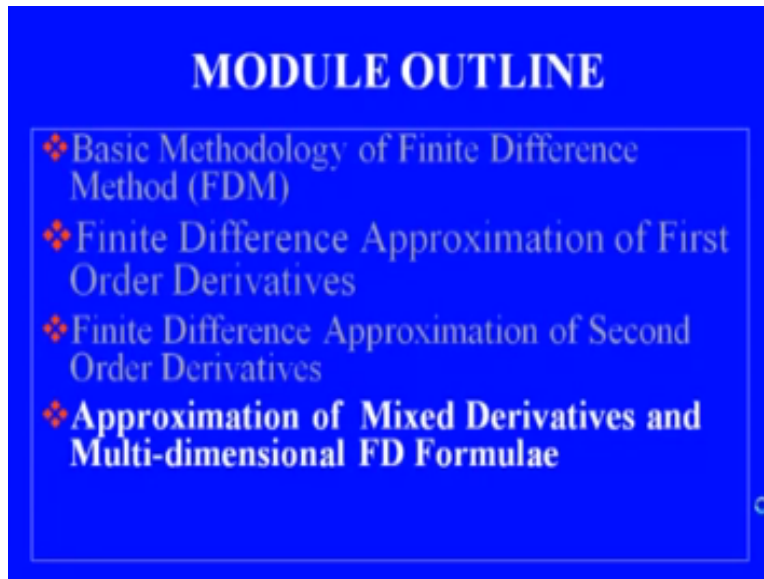 MODULE OUTLINE
Basic Methodology of Finite Difference
Method (FDM)
Finite Difference Approximation of First
Order Derivatives
Finite Difference Approximation of Second
Order Derivatives
Approximation of Mixed Derivatives and
Multi-dimensional FD Formulae